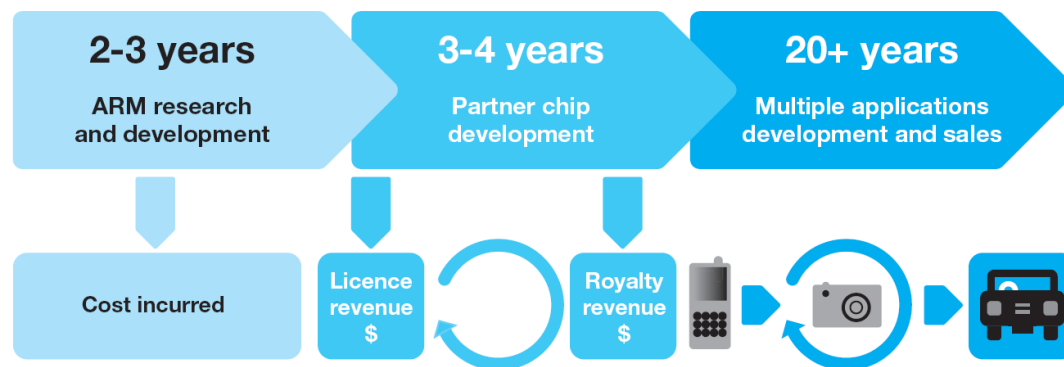 2-3 years
ARM research
and development
3-4 years
Partner chip
development
20+ years
Multiple applications
development and sales
Cost incurred
Licence
revenue
$
Royalty
revenue
$